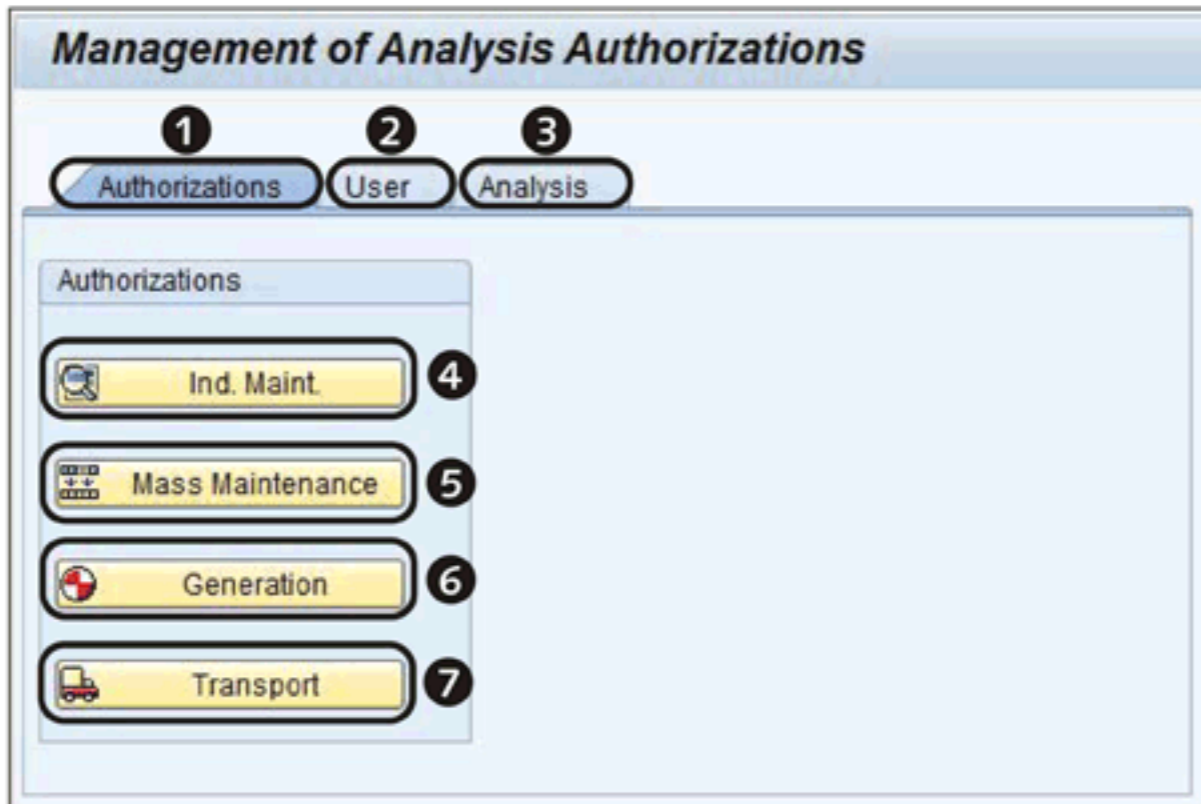 Management of Analysis Authorizations
1 2 3
Authorizations User Analysis
Authorizations
Ind. Maint. 4
Mass Maintenance 5
Generation 6
Transport 7